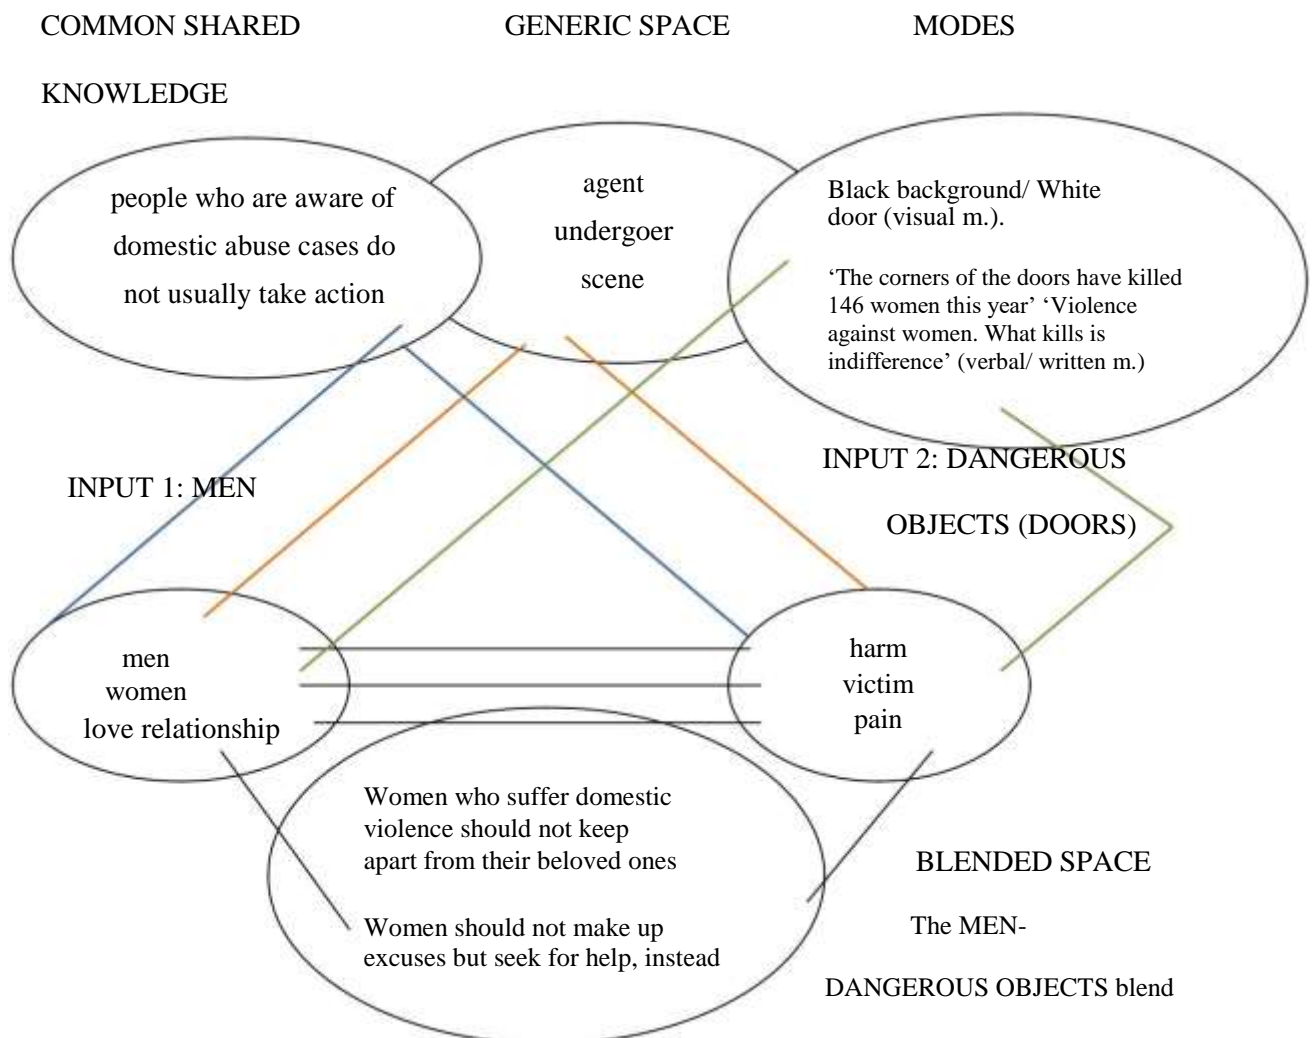 COMMON SHARED
KNOWLEDGE
GENERIC SPACE
MODES
people who are aware of
domestic abuse cases do
not usually take action
agent
undergoer
scene
Black background/ White
door (visual m.).
‘The corners of the doors have killed
146 women this year’ ‘Violence
against women. What kills is
indifference’ (verbal/ written m.)
INPUT 1: MEN
INPUT 2: DANGEROUS
OBJECTS (DOORS)
men
women
love relationship
harm
victim
pain
Women who suffer domestic
violence should not keep
apart from their beloved ones
Women should not make up
excuses but seek for help, instead
BLENDED SPACE
The MEN-
DANGEROUS OBJECTS blend